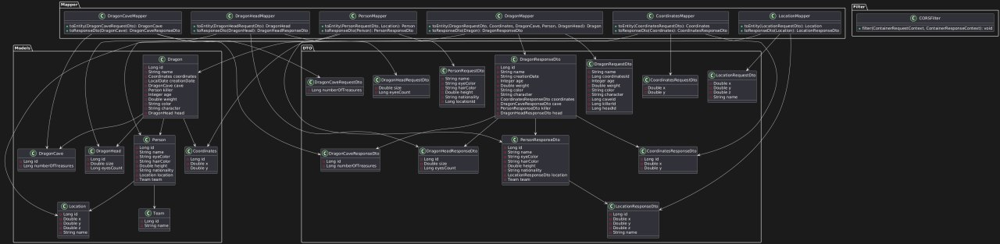 Mapper
C DragonCaveMapper
toEntity(DragonCaveRequestDto): DragonCave
toResponseDto(DragonCave): DragonCaveResponseDto
C DragonHeadMapper
toEntity(DragonHeadRequestDto): DragonHead
toResponseDto(DragonHead): DragonHeadResponseDto
C PersonMapper
toEntity(PersonRequestDto, Location): Person
toResponseDto(Person): PersonResponseDto
C DragonMapper
toEntity(DragonRequestDto, Coordinates, DragonCave, Person, DragonHead): Dragon
toResponseDto(Dragon): DragonResponseDto
C CoordinatesMapper
toEntity(CoordinatesRequestDto): Coordinates
toResponseDto(Coordinates): CoordinatesResponseDto
C LocationMapper
toEntity(LocationRequestDto): Location
toResponseDto(Location): LocationResponseDto
Filter
C CORSFilter
filter(ContainerRequestContext, ContainerResponseContext): void
Models
C Dragon
Long id
String name
Coordinates coordinates
LocalDate creationDate
DragonCave cave
Person killer
Integer age
Double weight
String color
String character
DragonHead head
C DragonCave
Long id
Long numberOfTreasures
C DragonHead
Long id
Double size
Long eyesCount
C Person
Long id
String name
String eyeColor
String hairColor
Double height
String nationality
Location location
Team team
C Coordinates
Long id
Double x
Double y
C Location
Long id
Double x
Double y
Double z
String name
C Team
Long id
String name
DTO
C DragonCaveRequestDto
Long numberOfTreasures
C DragonHeadRequestDto
Double size
Long eyesCount
C PersonRequestDto
String name
String eyeColor
String hairColor
Double height
String nationality
Long locationId
C DragonResponseDto
Long id
String name
String creationDate
Integer age
Double weight
String color
String character
CoordinatesResponseDto coordinates
DragonCaveResponseDto cave
PersonResponseDto killer
DragonHeadResponseDto head
C DragonRequestDto
String name
Long coordinatesId
Integer age
Double weight
String color
String character
Long caveId
Long killerId
Long headId
C CoordinatesRequestDto
Double x
Double y
C LocationRequestDto
Double x
Double y
Double z
String name
C DragonCaveResponseDto
Long id
Long numberOfTreasures
C DragonHeadResponseDto
Long id
Double size
Long eyesCount
C PersonResponseDto
Long id
String name
String eyeColor
String hairColor
Double height
String nationality
LocationResponseDto location
Team team
C CoordinatesResponseDto
Long id
Double x
Double y
C LocationResponseDto
Long id
Double x
Double y
Double z
String name